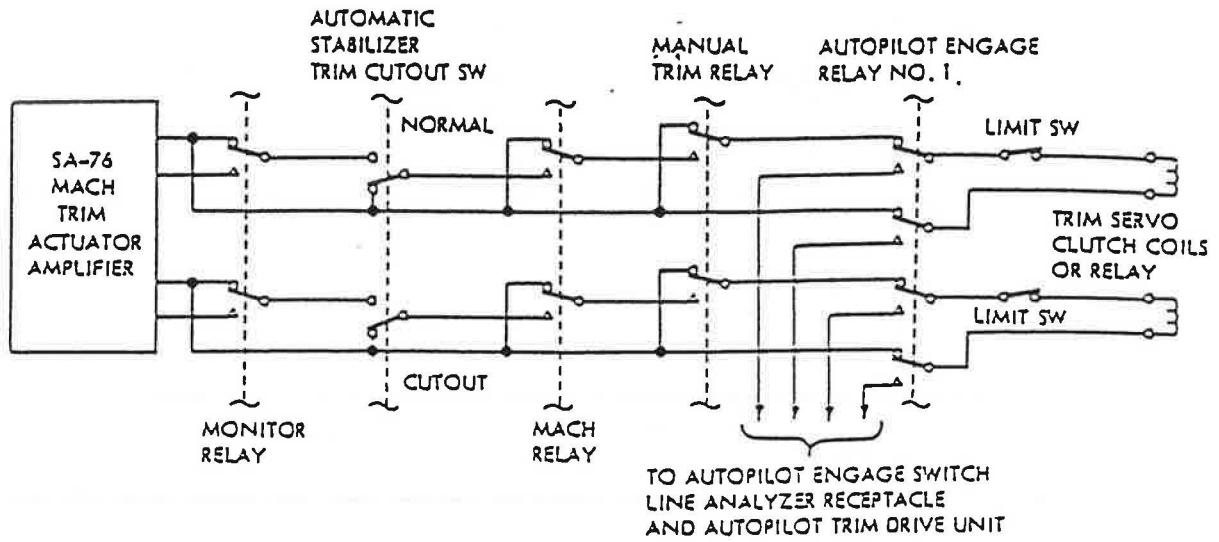 AUTOMATIC
STABILIZER
TRIM CUTOUT SW
MANUAL
TRIM RELAY
AUTOPILOT ENGAGE
RELAY NO. 1
NORMAL
LIMIT SW
SA-76
MACH
TRIM
ACTUATOR
AMPLIFIER
TRIM SERVO
CLUTCH COILS
OR RELAY
LIMIT SW
CUTOUT
MONITOR
RELAY
MACH
RELAY
TO AUTOPILOT ENGAGE SWITCH
LINE ANALYZER RECEPTACLE
AND AUTOPILOT TRIM DRIVE UNIT